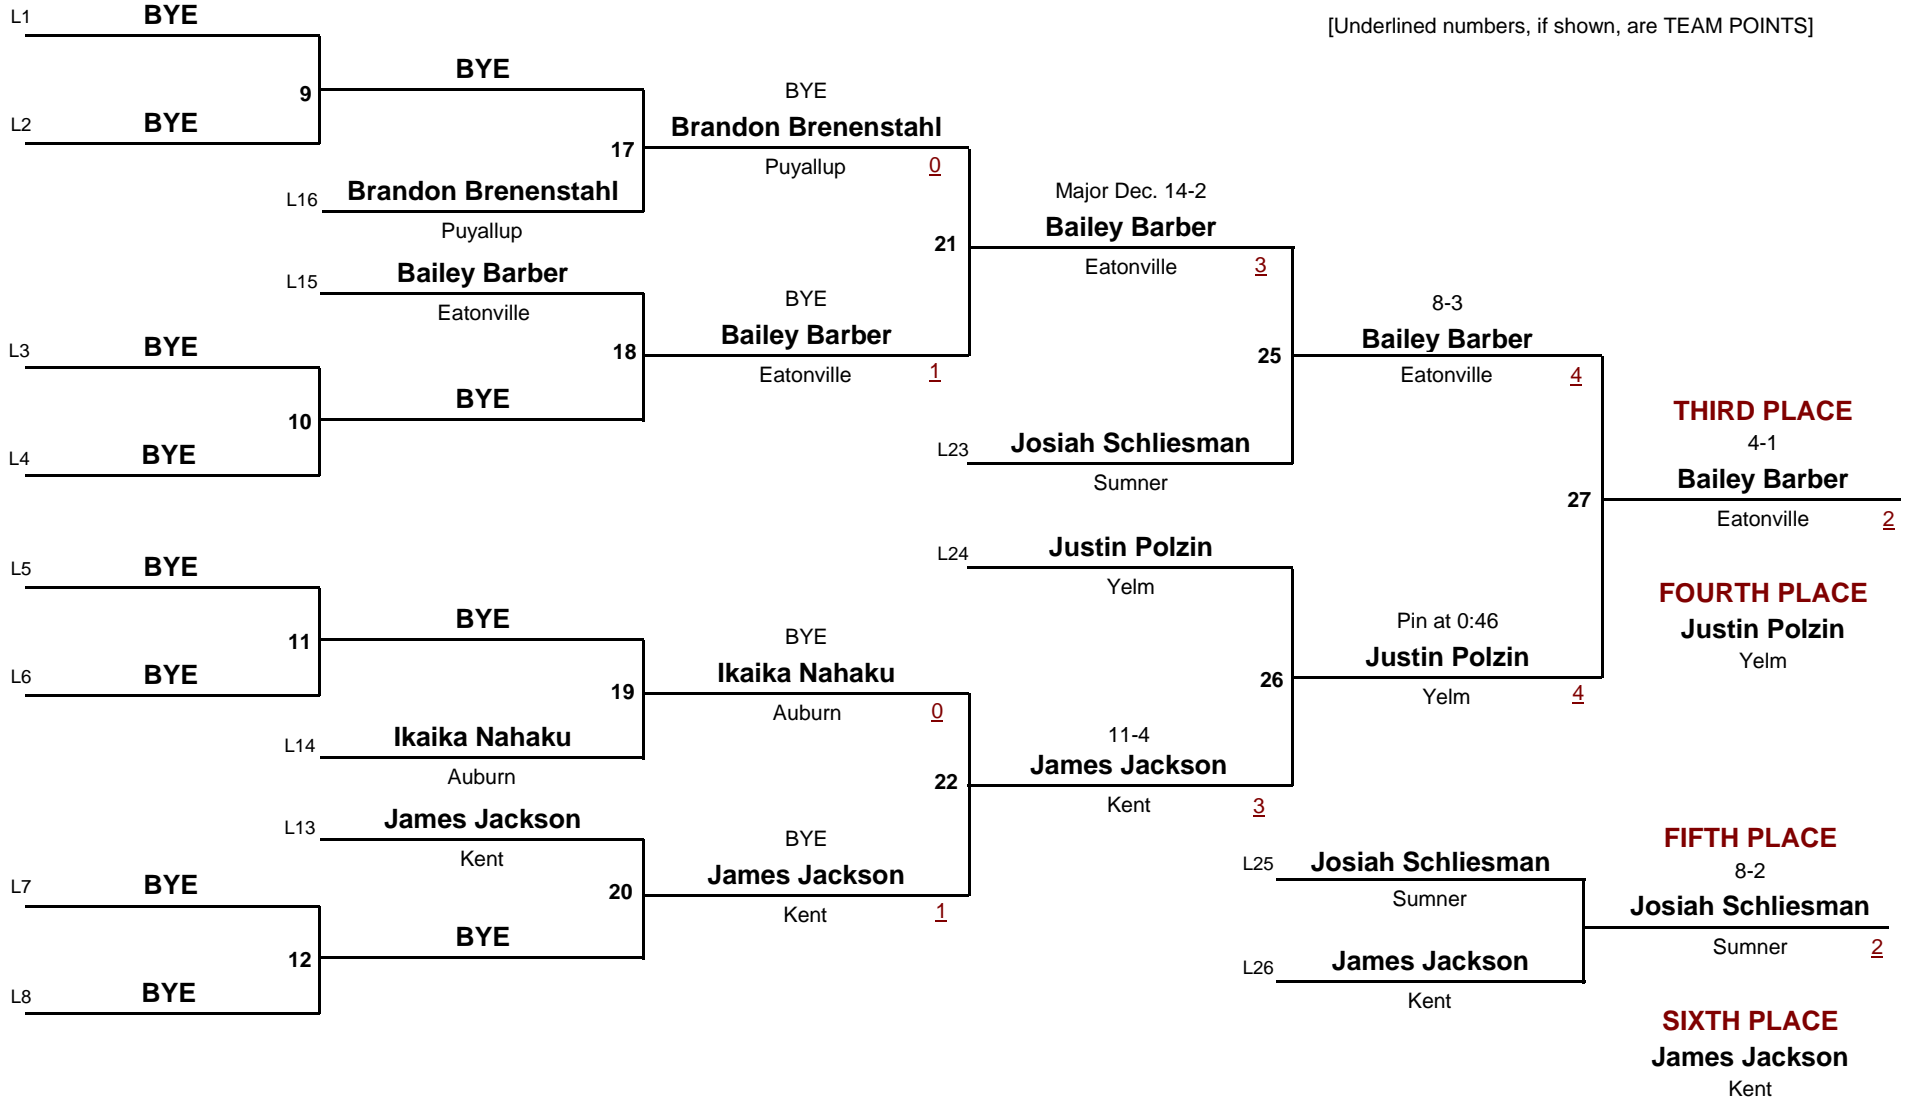 [Underlined numbers, if shown, are TEAM POINTS]
L1 BYE
9
L2 BYE
BYE
17
L16 Brandon Brenenstahl
Puyallup
L15 Bailey Barber
Eatonville
L3 BYE
10
L4 BYE
BYE
18
BYE
Brandon Brenenstahl
Puyallup 0
21
BYE
Bailey Barber
Eatonville 1
Major Dec. 14-2
Bailey Barber
Eatonville 3
25
L23 Josiah Schliesman
Sumner
8-3
Bailey Barber
Eatonville 4
27
L5 BYE
11
L6 BYE
BYE
19
L14 Ikaika Nahaku
Auburn
L13 James Jackson
Kent
L7 BYE
12
L8 BYE
BYE
20
BYE
Ikaika Nahaku
Auburn 0
22
BYE
James Jackson
Kent 1
L24 Justin Polzin
Yelm
26
11-4
James Jackson
Kent 3
Pin at 0:46
Justin Polzin
Yelm 4
THIRD PLACE
4-1
Bailey Barber
Eatonville 2
FOURTH PLACE
Justin Polzin
Yelm
L25 Josiah Schliesman
Sumner
L26 James Jackson
Kent
FIFTH PLACE
8-2
Josiah Schliesman
Sumner 2
SIXTH PLACE
James Jackson
Kent